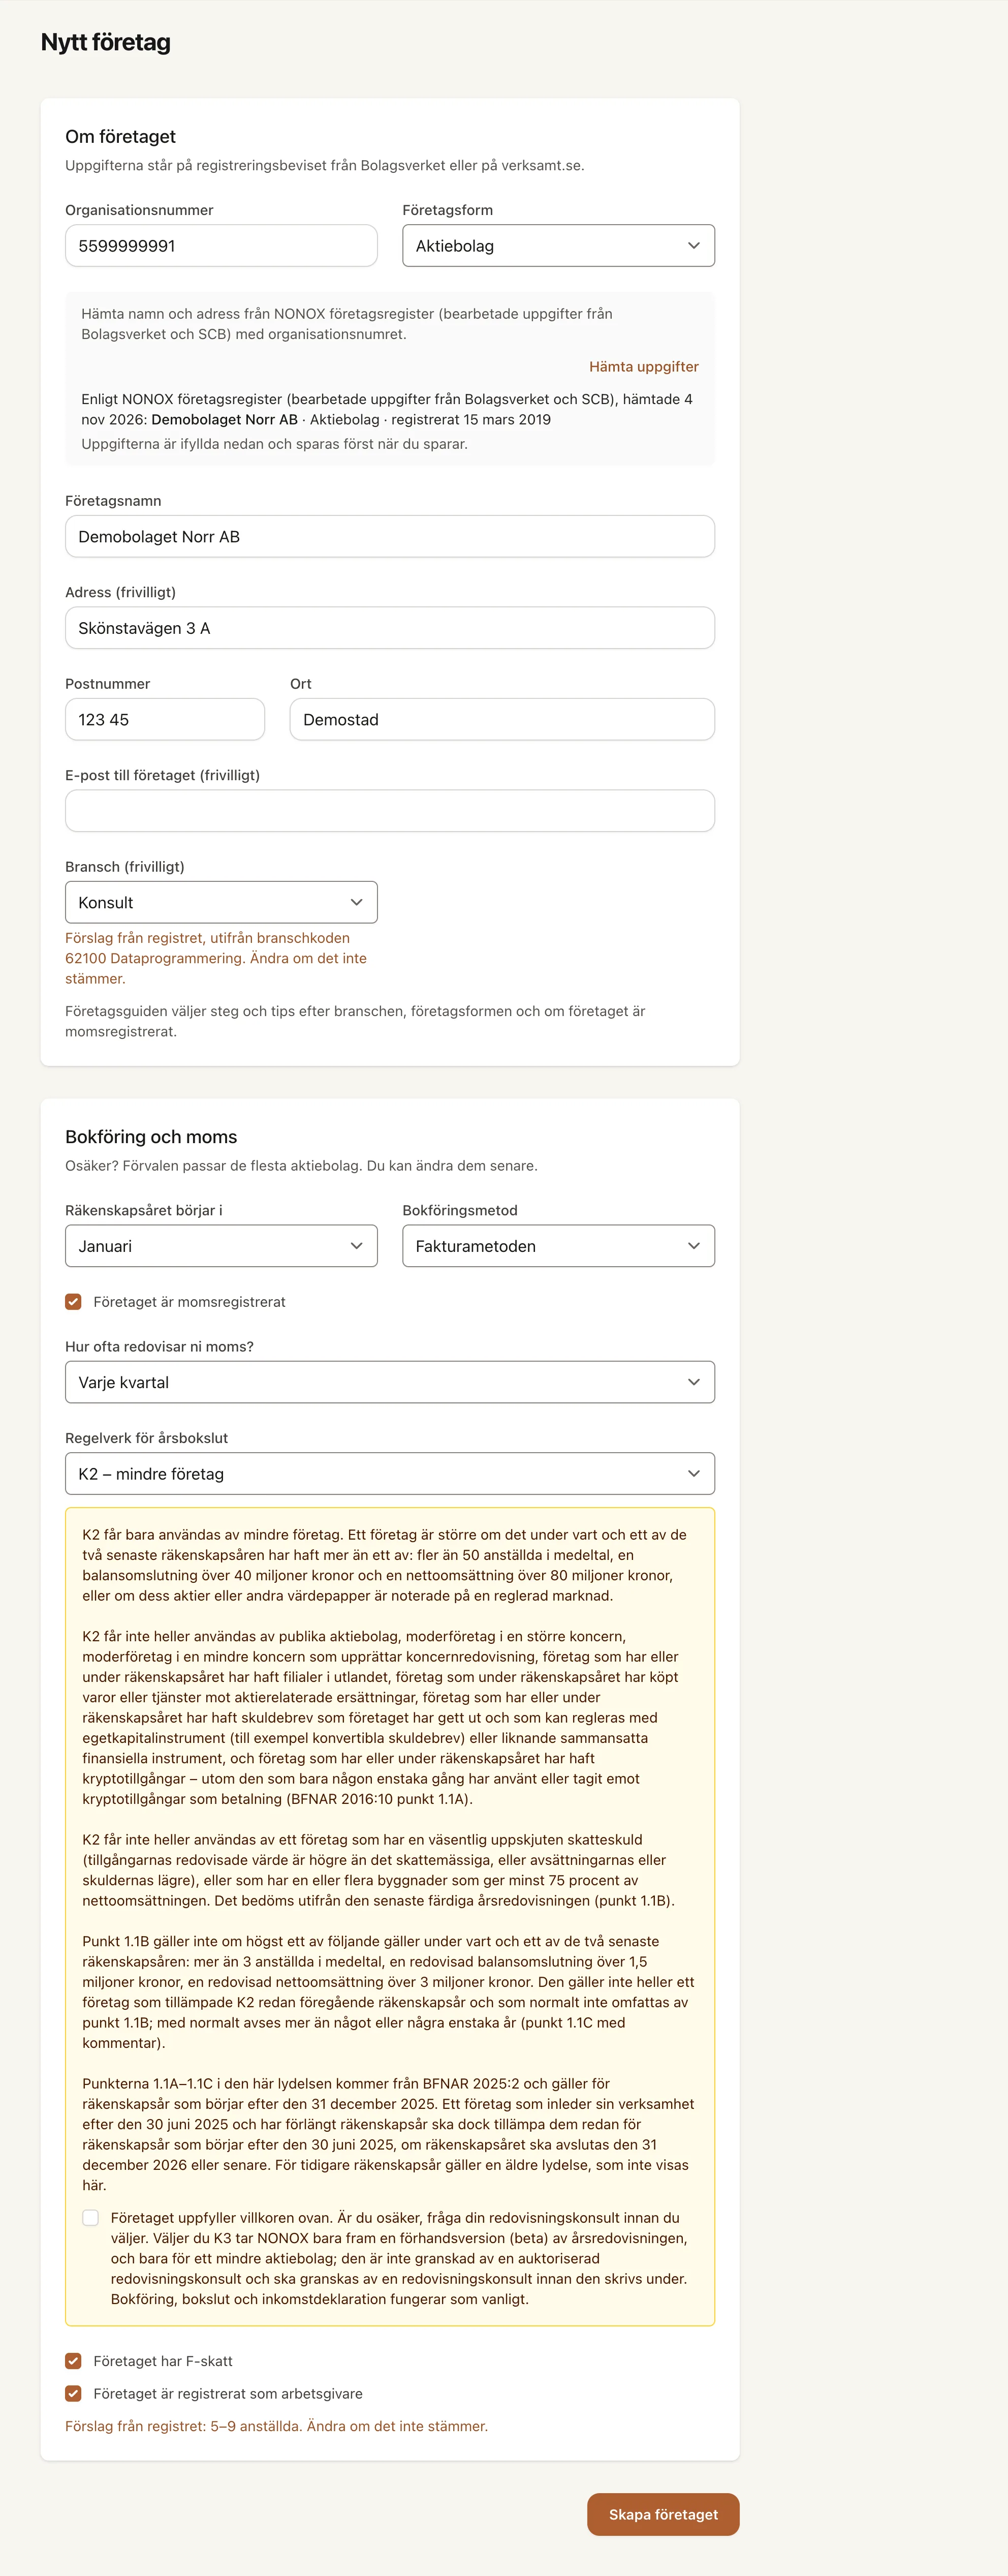 Nytt företag
Om företaget
Uppgifterna står på registreringsbeviset från Bolagsverket eller på verksamt.se.
Organisationsnummer
Företagsform
5599999991
Aktiebolag
Hämta namn och adress från NONOX företagsregister (bearbetade uppgifter från
Bolagsverket och SCB) med organisationsnumret.
Hämta uppgifter
Enligt NONOX företagsregister (bearbetade uppgifter från Bolagsverket och SCB), hämtade 4
nov 2026: Demobolaget Norr AB · Aktiebolag · registrerat 15 mars 2019
Uppgifterna är ifyllda nedan och sparas först när du sparar.
Företagsnamn
Demobolaget Norr AB
Adress (frivilligt)
Skönstavägen 3 A
Postnummer
Ort
123 45
Demostad
E-post till företaget (frivilligt)
Bransch (frivilligt)
Konsult
Förslag från registret, utifrån branschkoden
62100 Dataprogrammering. Ändra om det inte
stämmer.
Företagsguiden väljer steg och tips efter branschen, företagsformen och om företaget är
momsregistrerat.
Bokföring och moms
Osäker? Förvalen passar de flesta aktiebolag. Du kan ändra dem senare.
Räkenskapsåret börjar i
Bokföringsmetod
Januari
Fakturametoden
Företaget är momsregistrerat
Hur ofta redovisar ni moms?
Varje kvartal
Regelverk för årsbokslut
K2 – mindre företag
K2 får bara användas av mindre företag. Ett företag är större om det under vart och ett av de
två senaste räkenskapsåren har haft mer än ett av: fler än 50 anställda i medeltal, en
balansomslutning över 40 miljoner kronor och en nettoomsättning över 80 miljoner kronor,
eller om dess aktier eller andra värdepapper är noterade på en reglerad marknad.
K2 får inte heller användas av publika aktiebolag, moderföretag i en större koncern,
moderföretag i en mindre koncern som upprättar koncernredovisning, företag som har eller
under räkenskapsåret har haft filialer i utlandet, företag som under räkenskapsåret har köpt
varor eller tjänster mot aktierelaterade ersättningar, företag som har eller under
räkenskapsåret har haft skuldebrev som företaget har gett ut och som kan regleras med
egetkapitalinstrument (till exempel konvertibla skuldebrev) eller liknande sammansatta
finansiella instrument, och företag som har eller under räkenskapsåret har haft
kryptotillgångar – utom den som bara någon enstaka gång har använt eller tagit emot
kryptotillgångar som betalning (BFNAR 2016:10 punkt 1.1A).
K2 får inte heller användas av ett företag som har en väsentlig uppskjuten skatteskuld
(tillgångarnas redovisade värde är högre än det skattemässiga, eller avsättningarnas eller
skuldernas lägre), eller som har en eller flera byggnader som ger minst 75 procent av
nettoomsättningen. Det bedöms utifrån den senaste färdiga årsredovisningen (punkt 1.1B).
Punkt 1.1B gäller inte om högst ett av följande gäller under vart och ett av de två senaste
räkenskapsåren: mer än 3 anställda i medeltal, en redovisad balansomslutning över 1,5
miljoner kronor, en redovisad nettoomsättning över 3 miljoner kronor. Den gäller inte heller ett
företag som tillämpade K2 redan föregående räkenskapsår och som normalt inte omfattas av
punkt 1.1B; med normalt avses mer än något eller några enstaka år (punkt 1.1C med
kommentar).
Punkterna 1.1A–1.1C i den här lydelsen kommer från BFNAR 2025:2 och gäller för
räkenskapsår som börjar efter den 31 december 2025. Ett företag som inleder sin verksamhet
efter den 30 juni 2025 och har förlängt räkenskapsår ska dock tillämpa dem redan för
räkenskapsår som börjar efter den 30 juni 2025, om räkenskapsåret ska avslutas den 31
december 2026 eller senare. För tidigare räkenskapsår gäller en äldre lydelse, som inte visas
här.
Företaget uppfyller villkoren ovan. Är du osäker, fråga din redovisningskonsult innan du
väljer. Väljer du K3 tar NONOX bara fram en förhandsversion (beta) av årsredovisningen,
och bara för ett mindre aktiebolag; den är inte granskad av en auktoriserad
redovisningskonsult och ska granskas av en redovisningskonsult innan den skrivs under.
Bokföring, bokslut och inkomstdeklaration fungerar som vanligt.
Företaget har F-skatt
Företaget är registrerat som arbetsgivare
Förslag från registret: 5–9 anställda. Ändra om det inte stämmer.
Skapa företaget